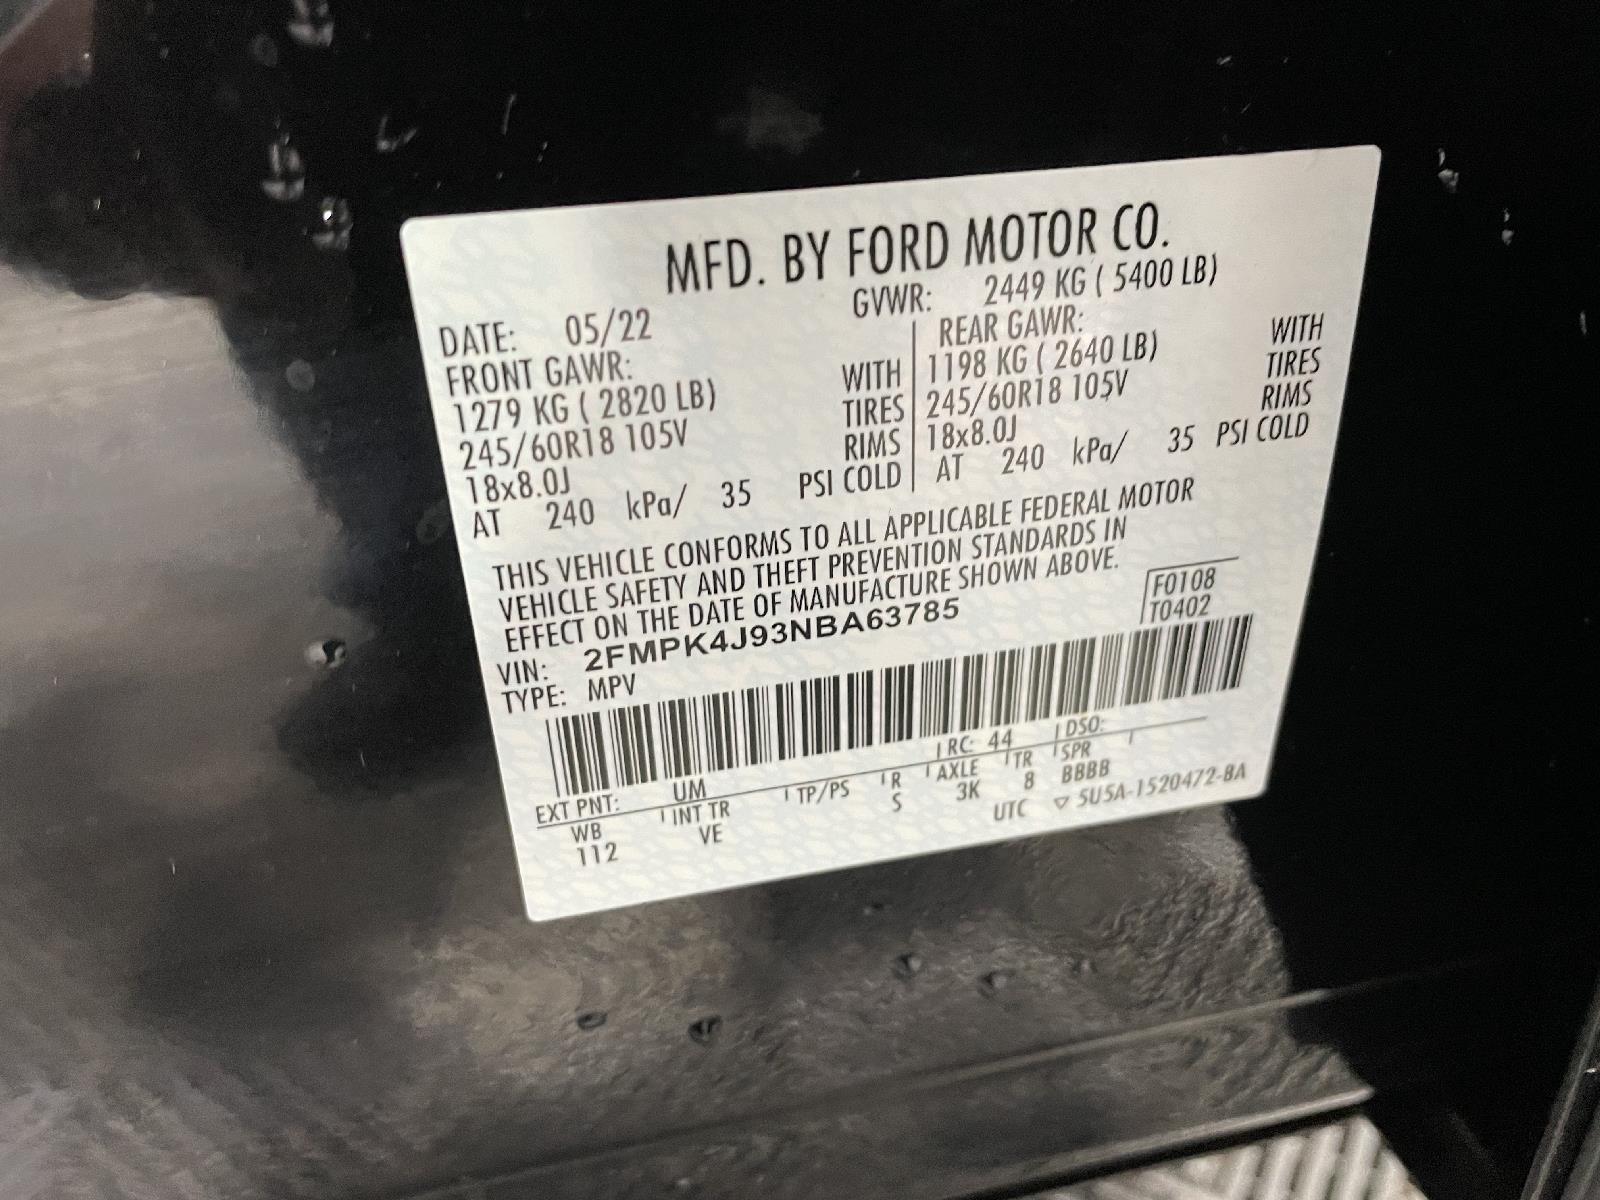 MFD. BY FORD MOTOR CO.
DATE: 05/22 GVWR: 2449 KG ( 5400 LB)
FRONT GAWR: REAR GAWR:
1279 KG ( 2820 LB) WITH 1198 KG ( 2640 LB) WITH
245/60R18 105V TIRES 245/60R18 105V TIRES
18x8.0J RIMS 18x8.0J RIMS
AT 240 kPa/ 35 PSI COLD AT 240 kPa/ 35 PSI COLD
THIS VEHICLE CONFORMS TO ALL APPLICABLE FEDERAL MOTOR
VEHICLE SAFETY AND THEFT PREVENTION STANDARDS IN
EFFECT ON THE DATE OF MANUFACTURE SHOWN ABOVE.
VIN: 2FMPK4J93NBA63785 F0108
TYPE: MPV T0402
EXT PNT: UM RC: 44 DSO:
WB INT TR TP/PS R AXLE TR SPR
112 VE S 3K 8 BBBB
UTC ▽ 5U5A-1520472-BA